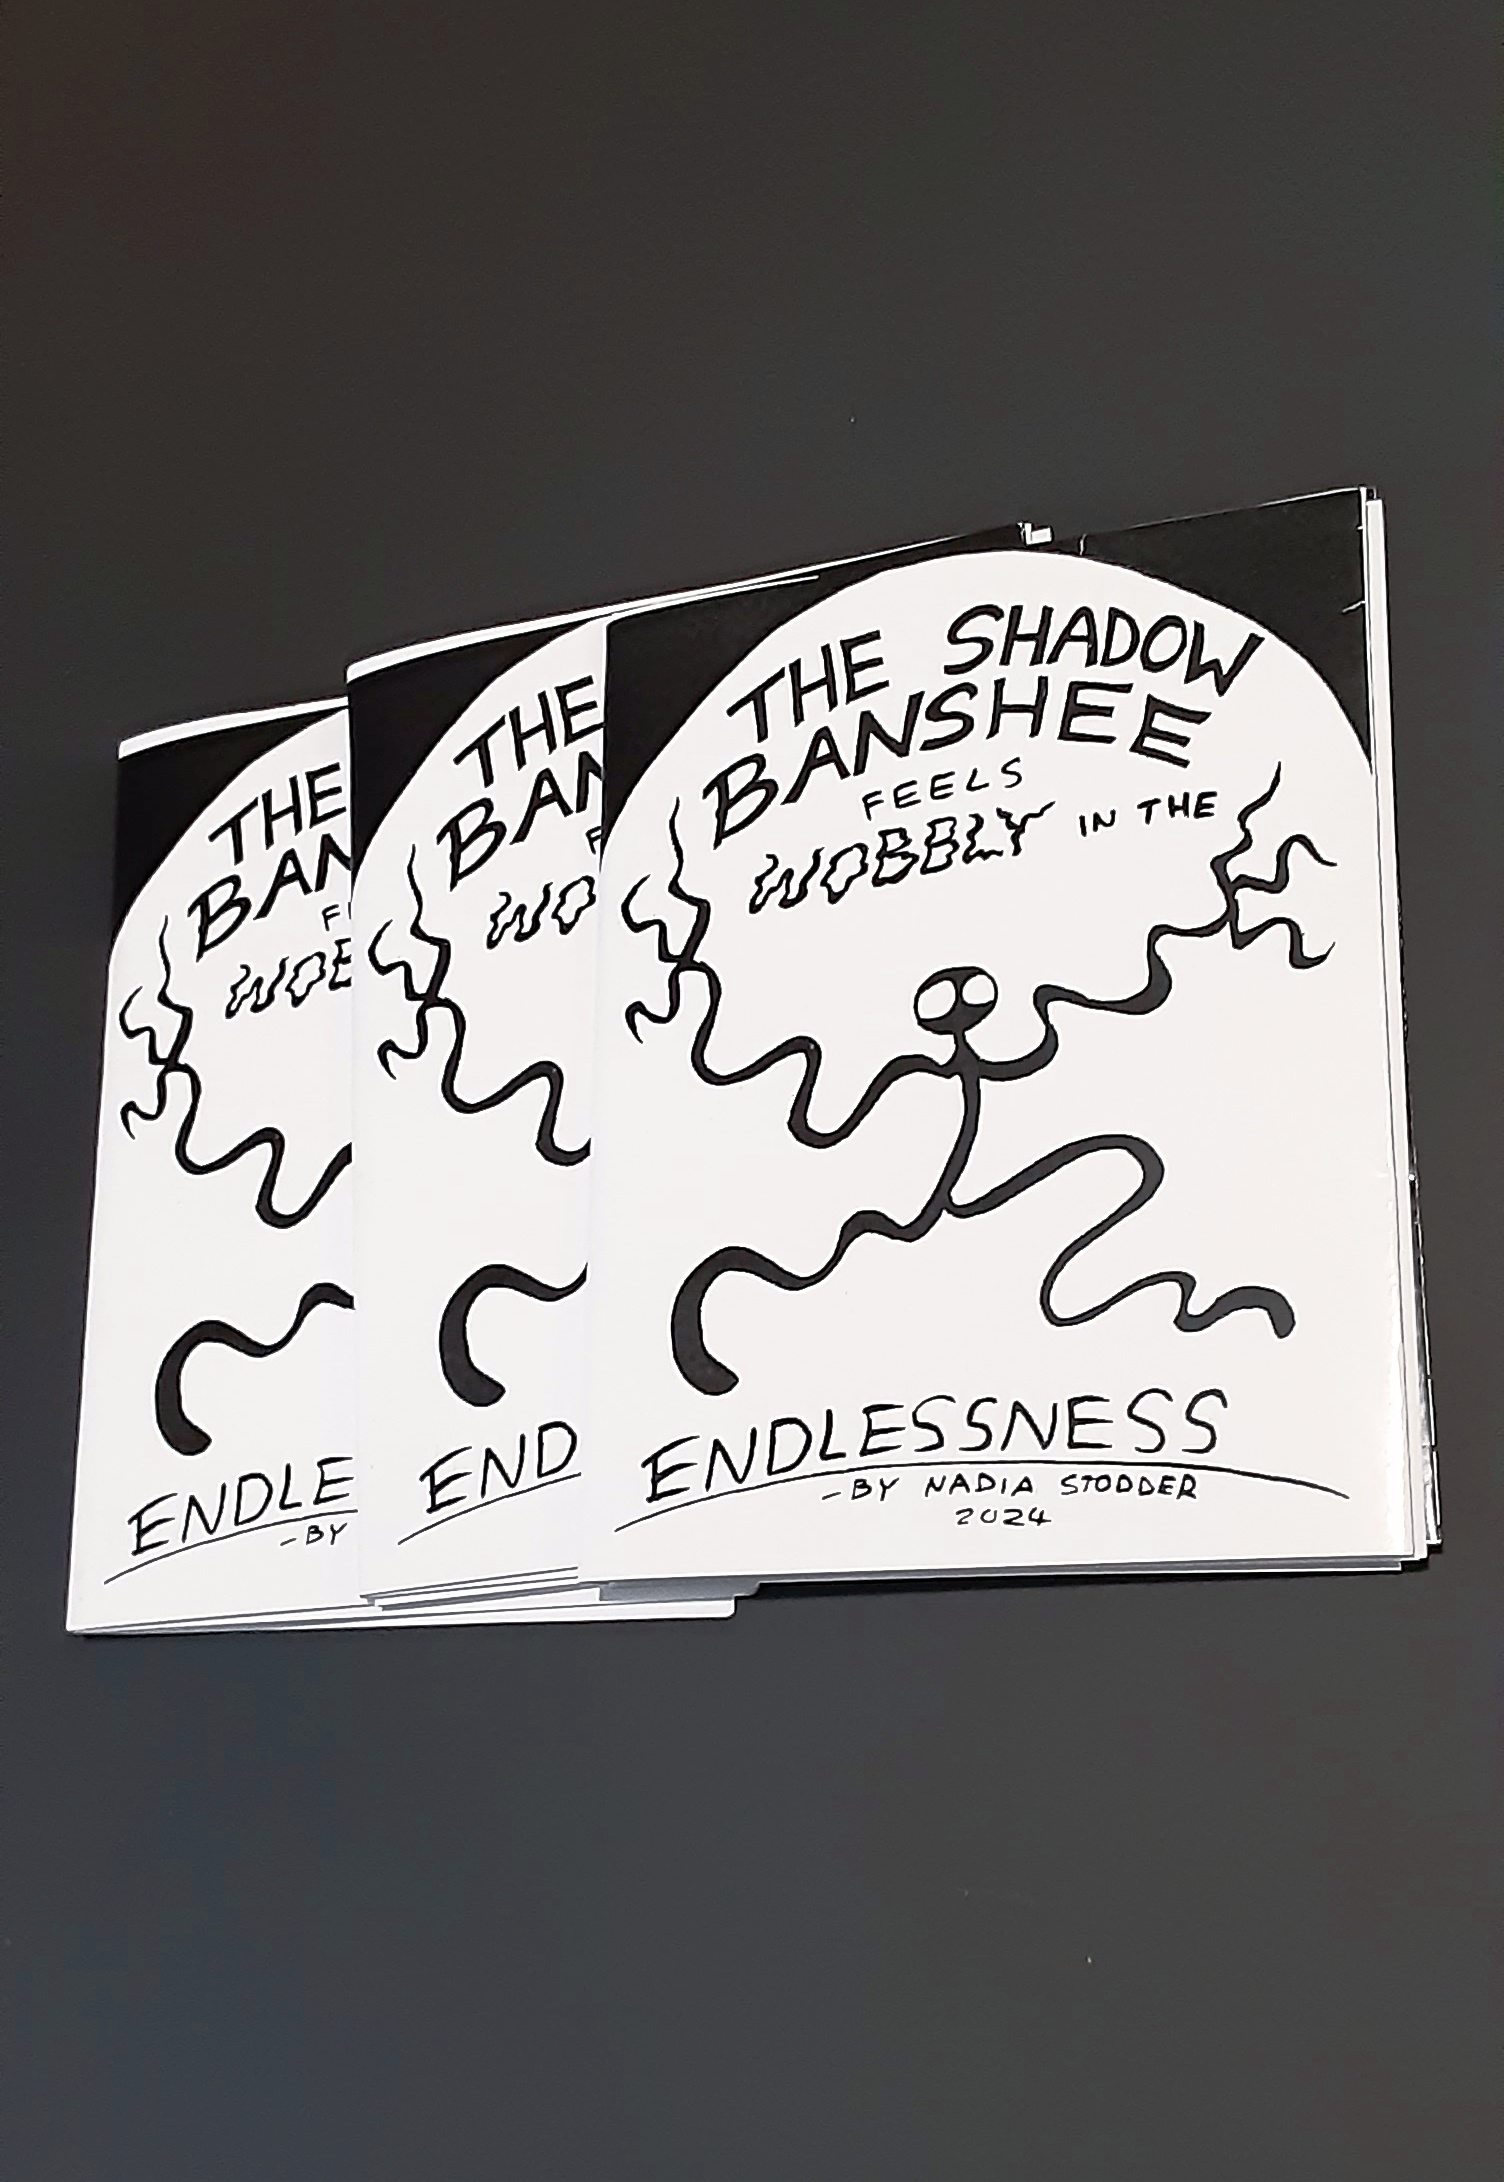 THE SHADOW
BANSHEE
FEELS
WOBBLY IN THE
ENDLESSNESS
-BY NADIA STODDER
2024
THE
BAN
F
WO
END
THE
BAN
F
WOB
ENDLE
-BY